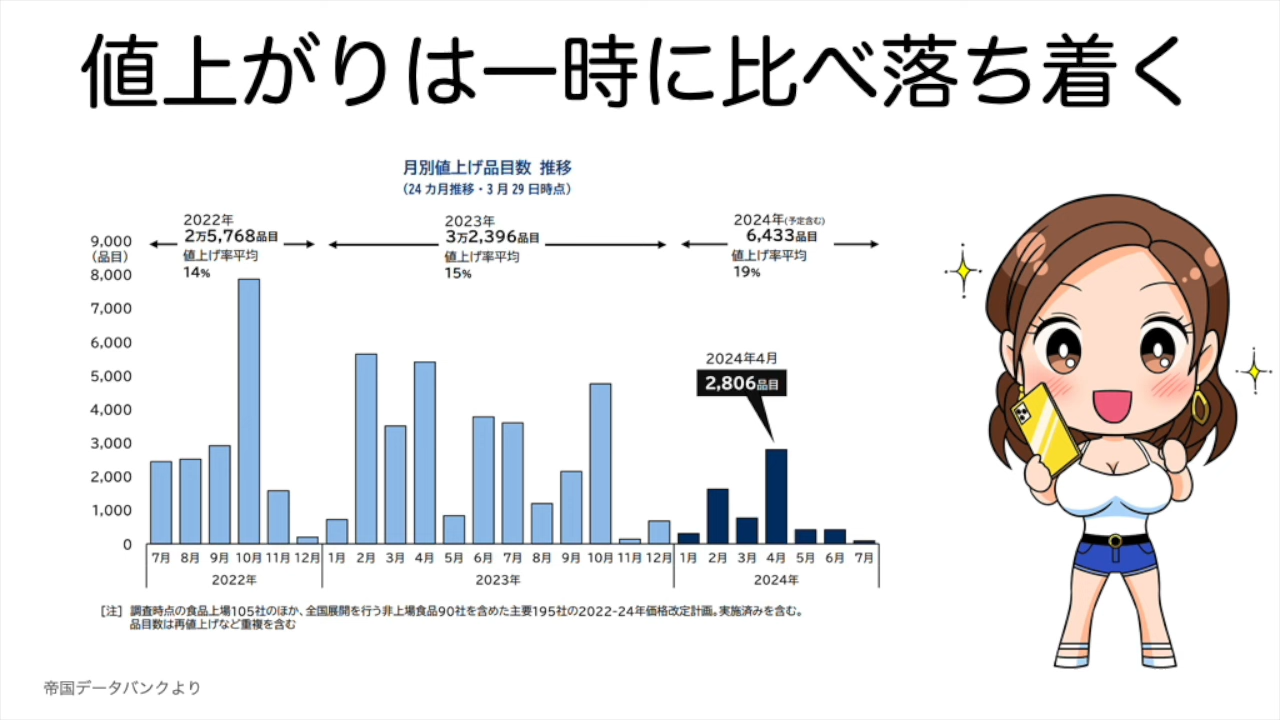 値上がりは一時に比べ落ち着く
月別値上げ品目数 推移
(24 カ月推移・3 月 29 日時点)
2022年
2万5,768品目
値上げ率平均
14%
2023年
3万2,396品目
値上げ率平均
15%
2024年(予定含む)
6,433品目
値上げ率平均
19%
9,000
(品目)
8,000
7,000
6,000
5,000
4,000
3,000
2,000
1,000
0
2024年4月
2,806品目
7月 8月 9月 10月 11月 12月 1月 2月 3月 4月 5月 6月 7月 8月 9月 10月 11月 12月 1月 2月 3月 4月 5月 6月 7月
2022年 2023年 2024年
[注] 調査時点の食品上場105社のほか、全国展開を行う非上場食品90社を含めた主要195社の2022-24年価格改定計画。実施済みを含む。
品目数は再値上げなど重複を含む
帝国データバンクより